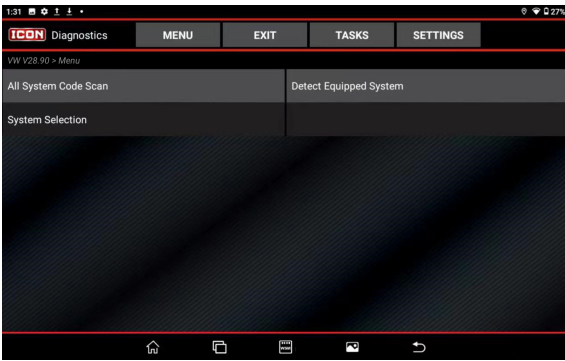 1:31 27%
ICON Diagnostics MENU EXIT TASKS SETTINGS
VW V28.90 > Menu
All System Code Scan Detect Equipped System
System Selection